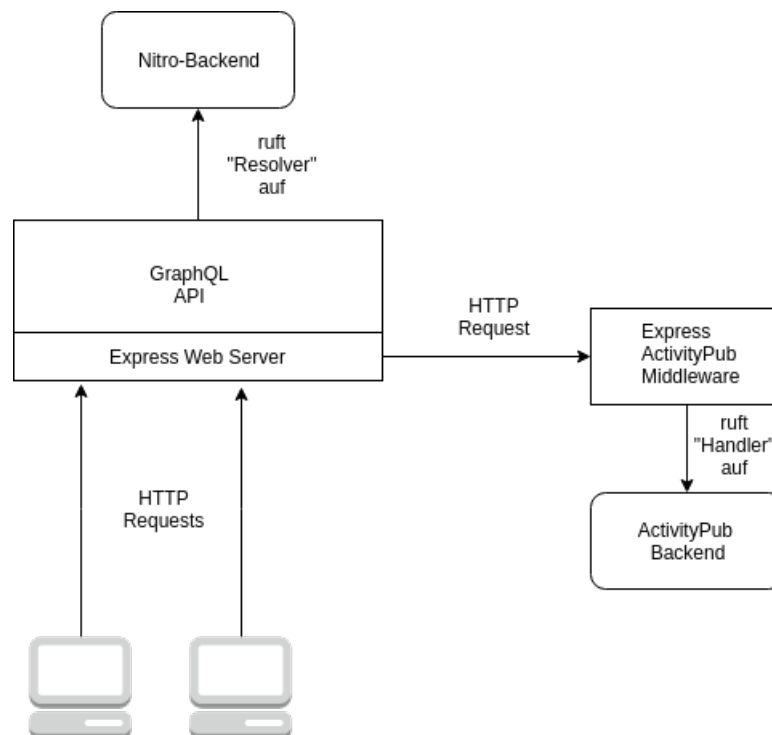 Nitro-Backend
ruft
"Resolver"
auf
GraphQL
API
Express Web Server
HTTP
Request
Express
ActivityPub
Middleware
ruft
"Handler"
auf
HTTP
Requests
ActivityPub
Backend